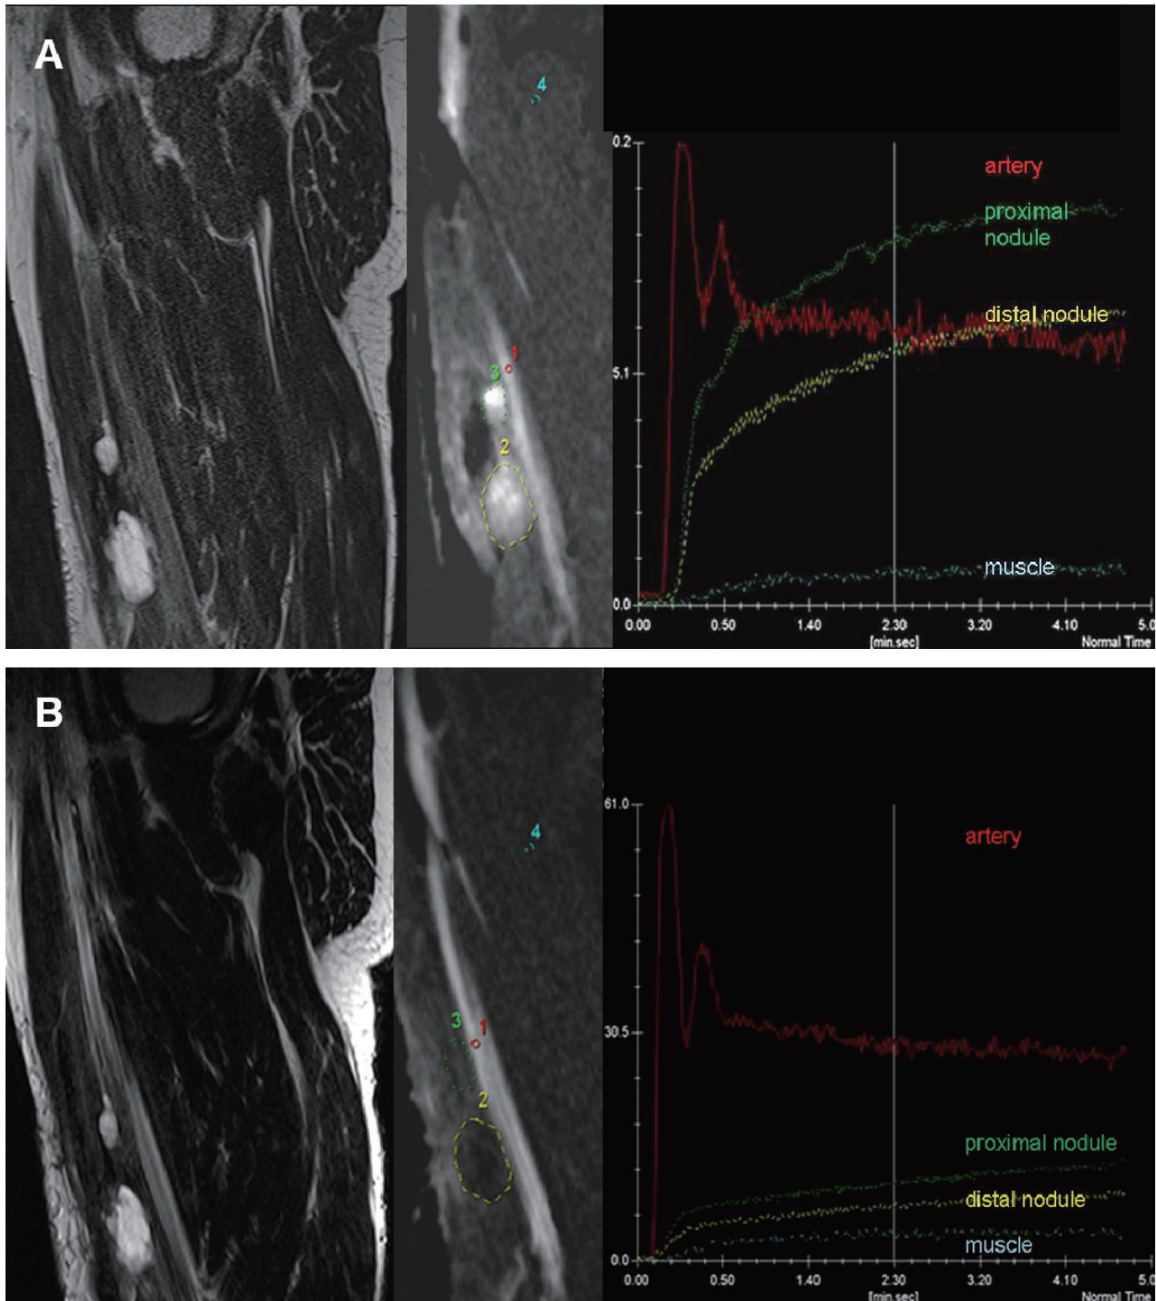 A
4
0.2
artery
proximal
nodule
distal nodule
1
3
5.1
2
muscle
0.0
0.00 0.50 1.40 2.30 3.20 4.10 5.0
[min.sec] Normal Time
B
61.0
4
artery
3 1
30.5
2
proximal nodule
distal nodule
muscle
0.0
0.00 0.50 1.40 2.30 3.20 4.10 5.0
[min.sec] Normal Time